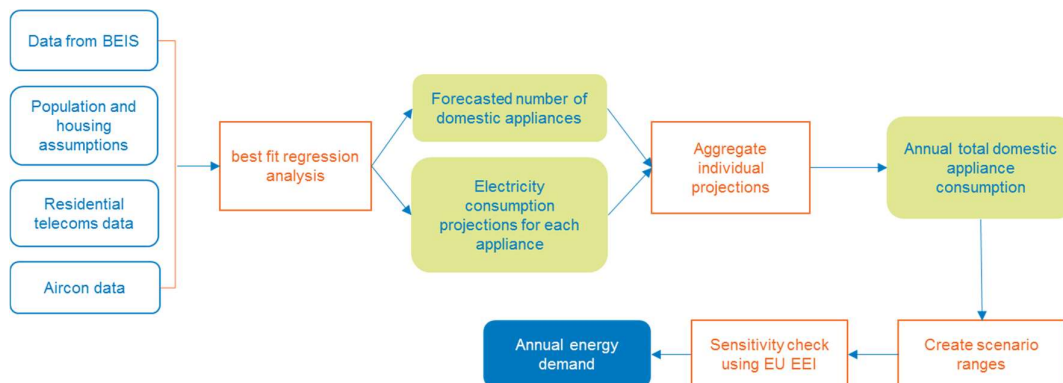 Data from BEIS
Population and
housing
assumptions
Residential
telecoms data
Aircon data
best fit regression
analysis
Forecasted number of
domestic appliances
Electricity
consumption
projections for each
appliance
Aggregate
individual
projections
Annual total domestic
appliance
consumption
Create scenario
ranges
Sensitivity check
using EU EEI
Annual energy
demand